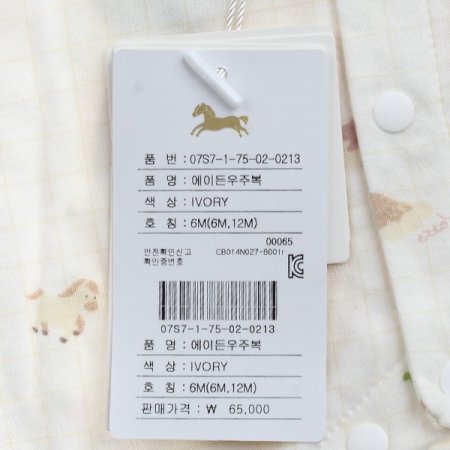 품 번 : 07S7-1-75-02-0213
품 명 : 에이든우주복
색 상 : IVORY
호 칭 : 6M(6M,12M)
00065
안전확인신고 CB014N027-8001r
확인증번호
07S7-1-75-02-0213
품 명 : 에이든우주복
색 상 : IVORY
호 칭 : 6M(6M,12M)
판매가격 : ₩ 65,000